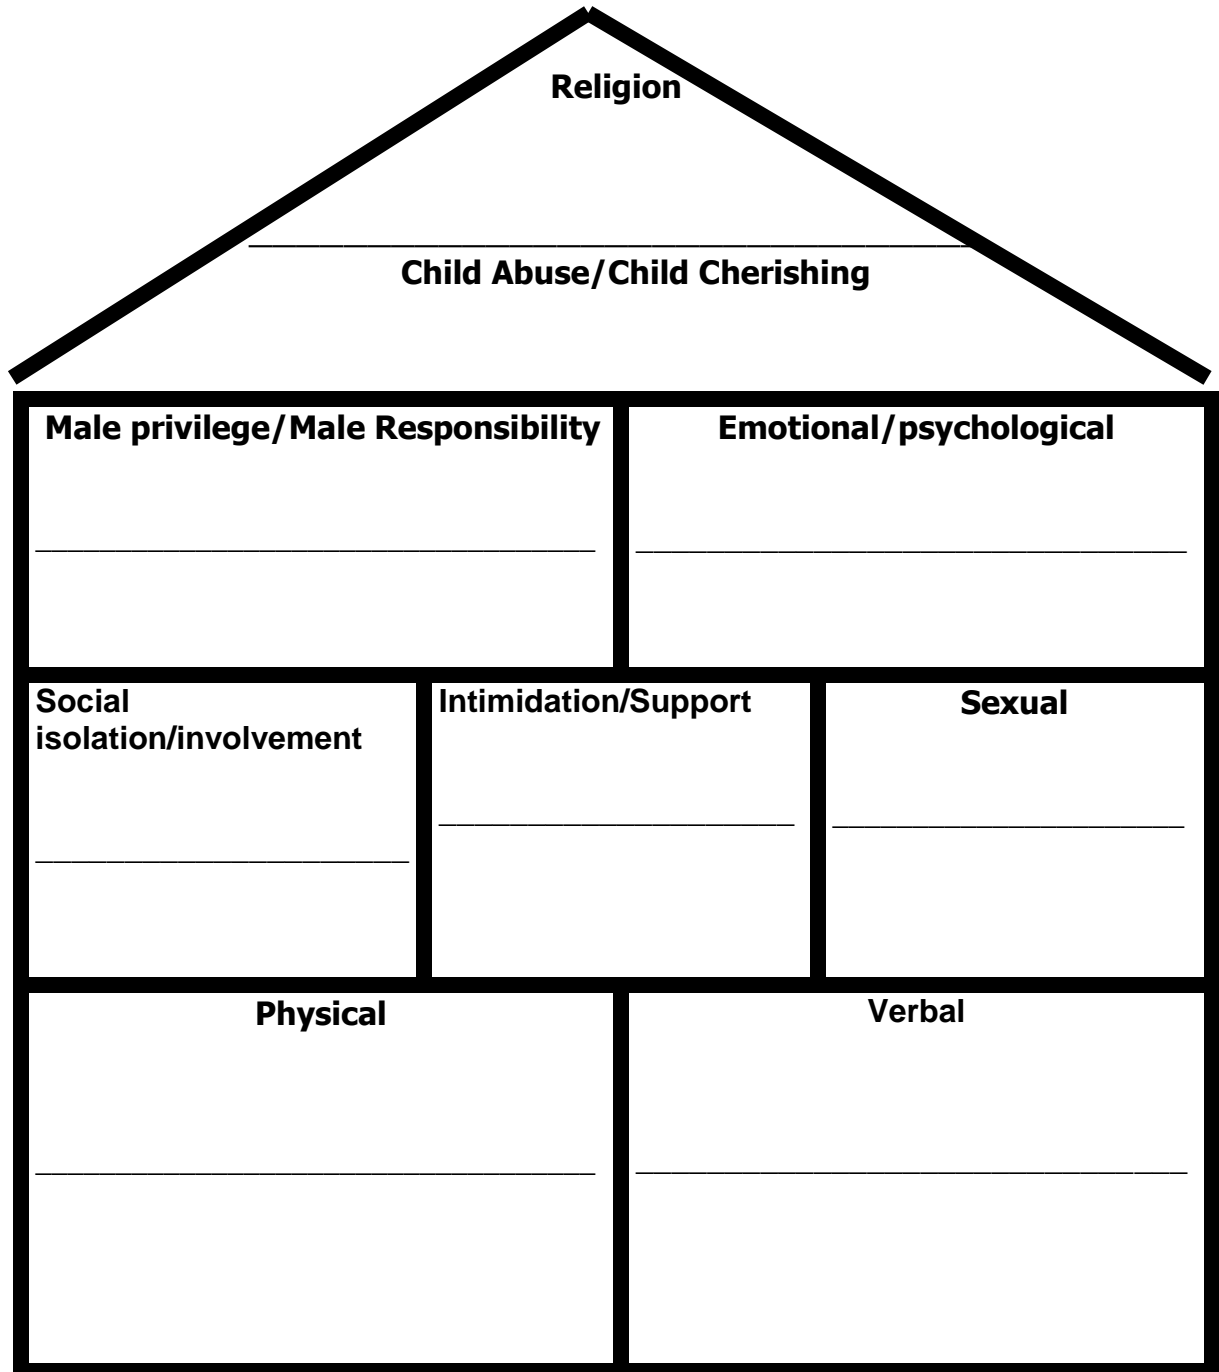 Religion
Child Abuse/Child Cherishing
Male privilege/Male Responsibility
Emotional/psychological
Social
isolation/involvement
Intimidation/Support
Sexual
Physical
Verbal